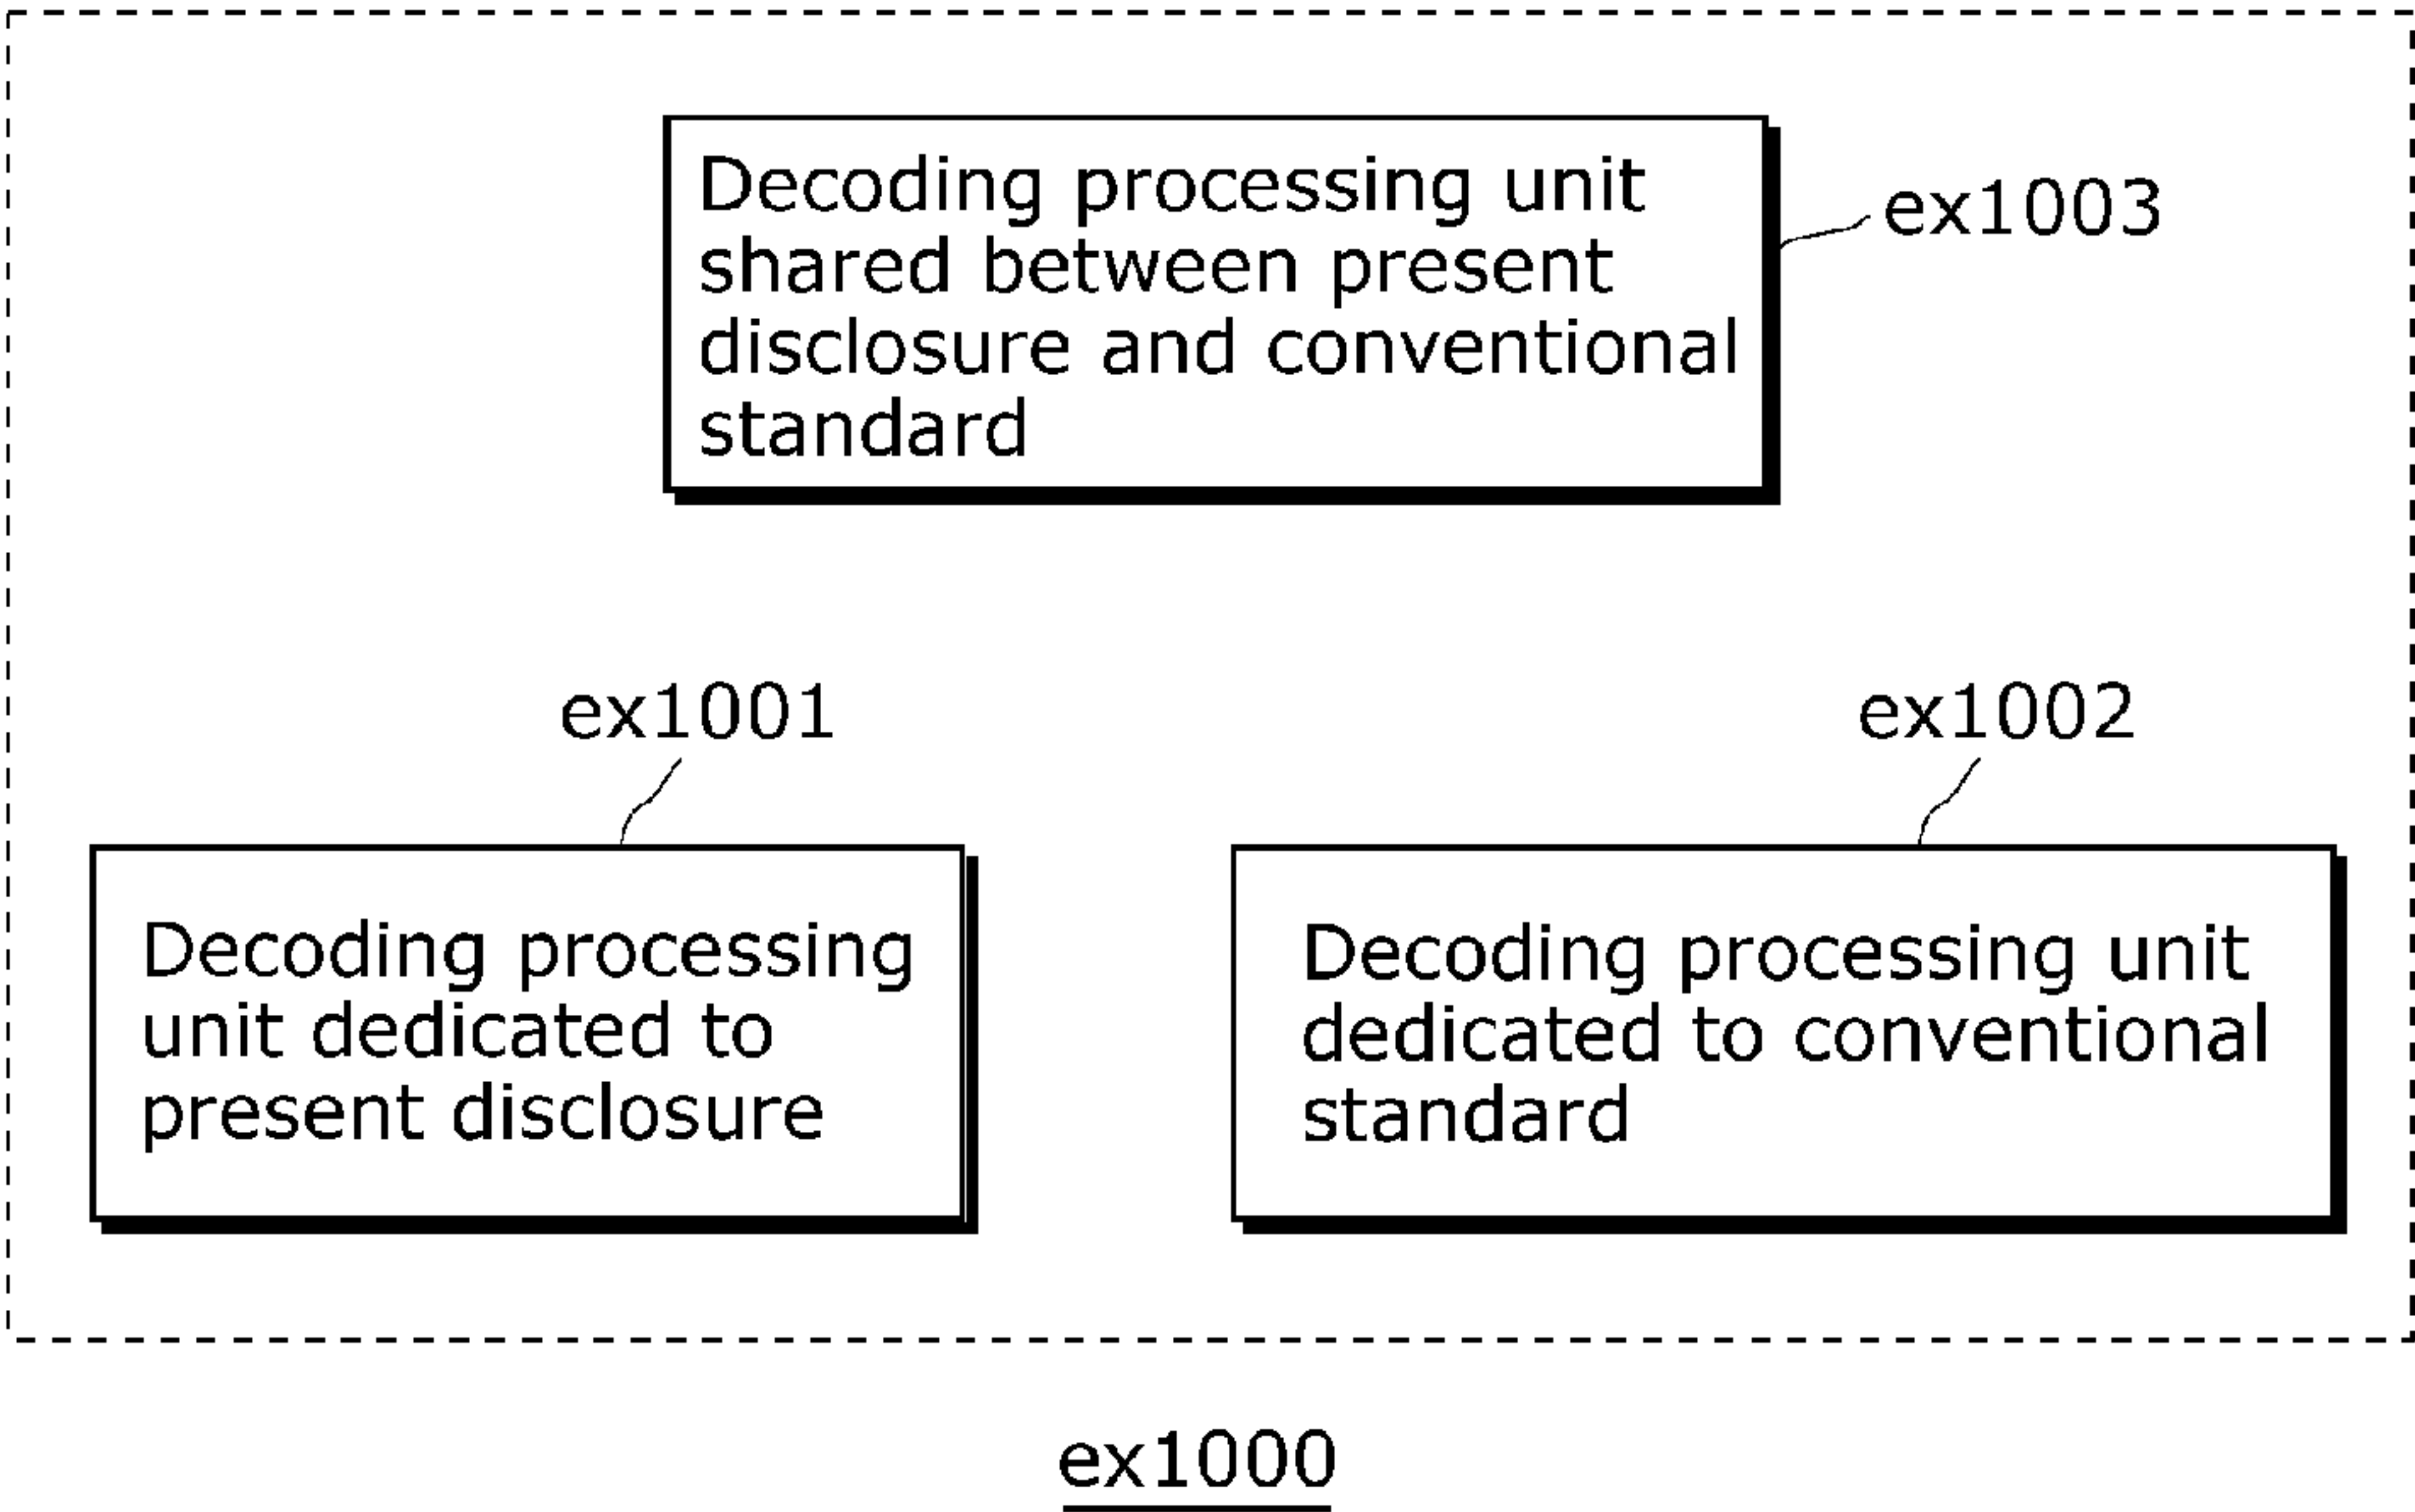 Decoding processing unit
shared between present
disclosure and conventional
standard
ex1003
ex1001
ex1002
Decoding processing
unit dedicated to
present disclosure
Decoding processing unit
dedicated to conventional
standard
ex1000